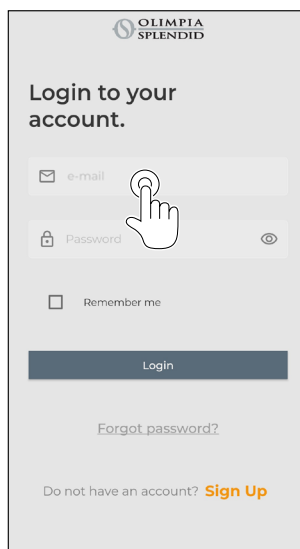 OLIMPIA
SPLENDID
Login to your
account.
e-mail
Password
Remember me
Login
Forgot password?
Do not have an account? Sign Up